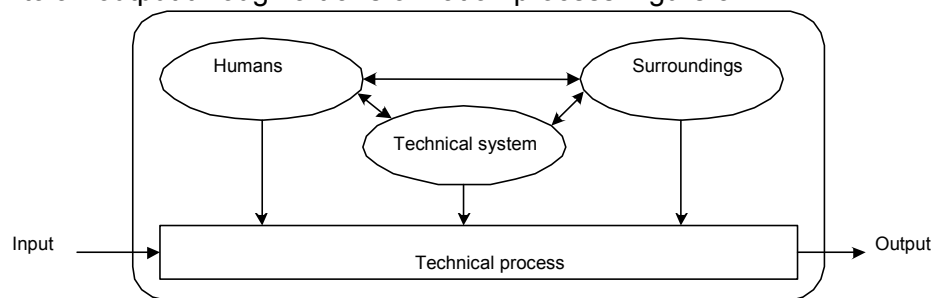 Humans
Surroundings
Technical system
Input
Output
Technical process